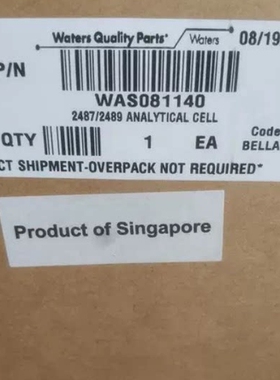 Waters Quality Parts® Waters 08/19
P/N
WAS081140
2487/2489 ANALYTICAL CELL
QTY 1 EA Code
BELLA
CT SHIPMENT-OVERPACK NOT REQUIRED*
Product of Singapore